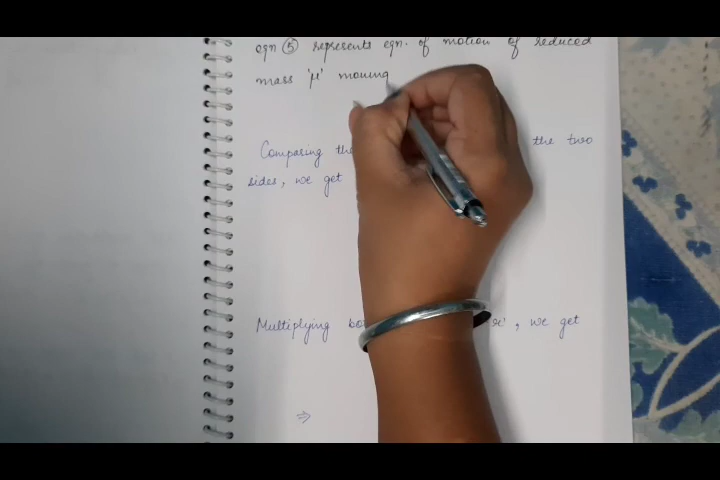 eqn ⑤ represents eqn. of motion of reduced
mass 'μ' moving
Comparing the the two
sides, we get
Multiplying 'r', we get
⇒